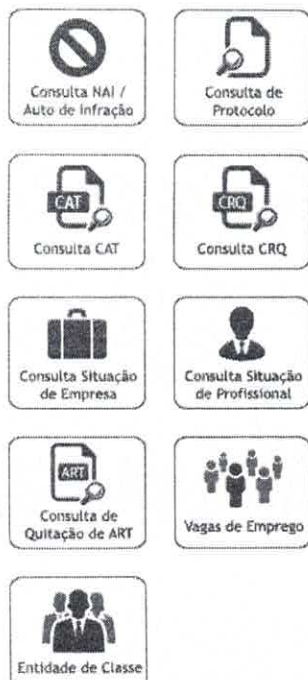 Consulta NAI /
Auto de Infração
Consulta de
Protocolo
CAT
Consulta CAT
CRQ
Consulta CRQ
Consulta Situação
de Empresa
Consulta Situação
de Profissional
ART
Consulta de
Quitação de ART
Vagas de Emprego
Entidade de Classe